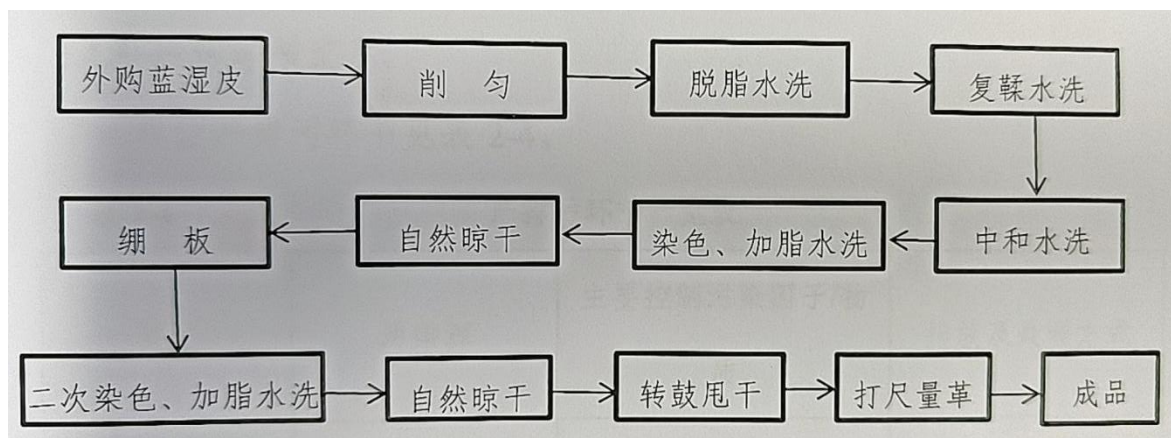 外购蓝湿皮 削 匀 脱脂水洗 复鞣水洗
绷 板 自然晾干 染色、加脂水洗 中和水洗
二次染色、加脂水洗 自然晾干 转鼓甩干 打尺量革 成品